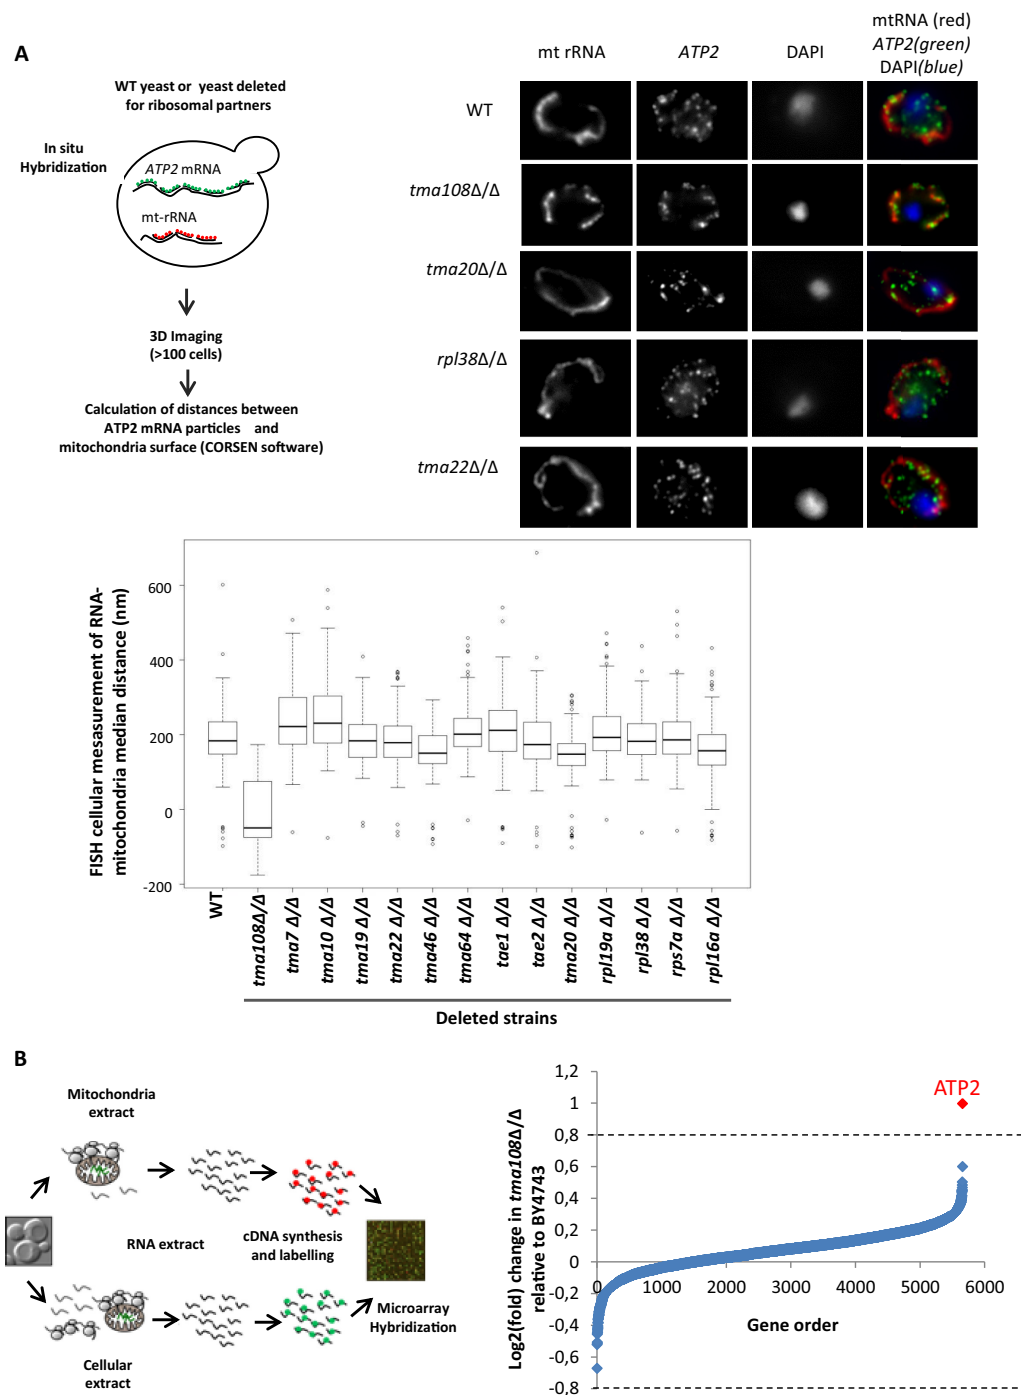 A
WT yeast or yeast deleted
for ribosomal partners
In situ
Hybridization
ATP2 mRNA
mt-rRNA
3D Imaging
(>100 cells)
Calculation of distances between
ATP2 mRNA particles and
mitochondria surface (CORSEN software)
mt rRNA
ATP2
DAPI
mtRNA (red)
ATP2(green)
DAPI(blue)
WT
tma108Δ/Δ
tma20Δ/Δ
rpl38Δ/Δ
tma22Δ/Δ
FISH cellular mesasurement of RNA-
mitochondria median distance (nm)
600
400
200
0
-200
WT
tma108Δ/Δ
tma7 Δ/Δ
tma10 Δ/Δ
tma19 Δ/Δ
tma22 Δ/Δ
tma46 Δ/Δ
tma64 Δ/Δ
tae1 Δ/Δ
tae2 Δ/Δ
tma20 Δ/Δ
rpl19a Δ/Δ
rpl38 Δ/Δ
rps7a Δ/Δ
rpl16a Δ/Δ
Deleted strains
B
Mitochondria
extract
RNA extract
cDNA synthesis
and labelling
Microarray
Hybridization
Cellular
extract
Log2(fold) change in tma108Δ/Δ
relative to BY4743
1,2
1
0,8
0,6
0,4
0,2
0
-0,2
-0,4
-0,6
-0,8
ATP2
0
1000
2000
3000
4000
5000
6000
Gene order